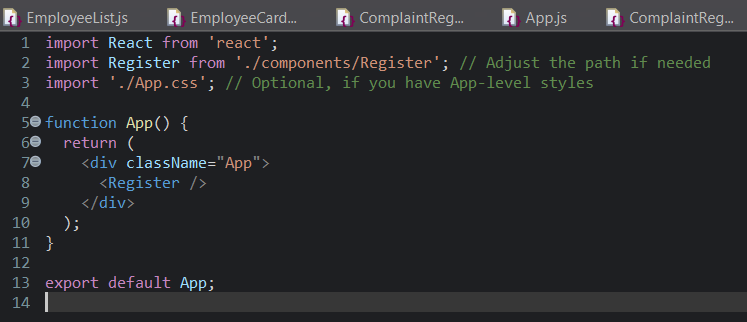 EmployeeList.js EmployeeCard... ComplaintReg... App.js ComplaintReg...
1 import React from 'react';
2 import Register from './components/Register'; // Adjust the path if needed
3 import './App.css'; // Optional, if you have App-level styles
4
5 function App() {
6   return (
7     <div className="App">
8       <Register />
9     </div>
10   );
11 }
12
13 export default App;
14